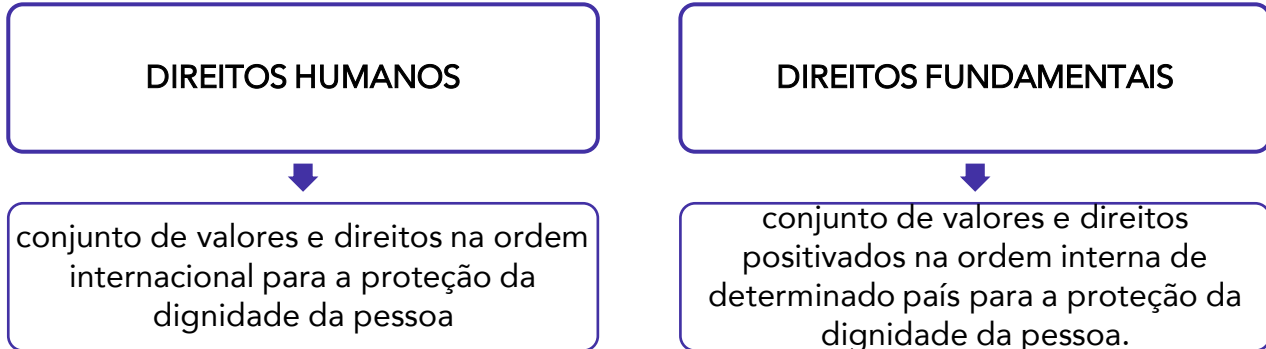 DIREITOS HUMANOS
conjunto de valores e direitos na ordem
internacional para a proteção da
dignidade da pessoa
DIREITOS FUNDAMENTAIS
conjunto de valores e direitos
positivados na ordem interna de
determinado país para a proteção da
dignidade da pessoa.